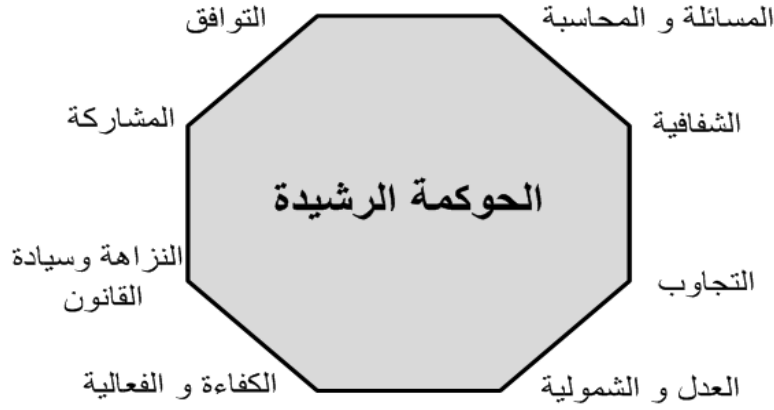 المسائلة و المحاسبة
التوافق
الشفافية
المشاركة
الحوكمة الرشيدة
التجاوب
النزاهة وسيادة
القانون
العدل و الشمولية
الكفاءة و الفعالية